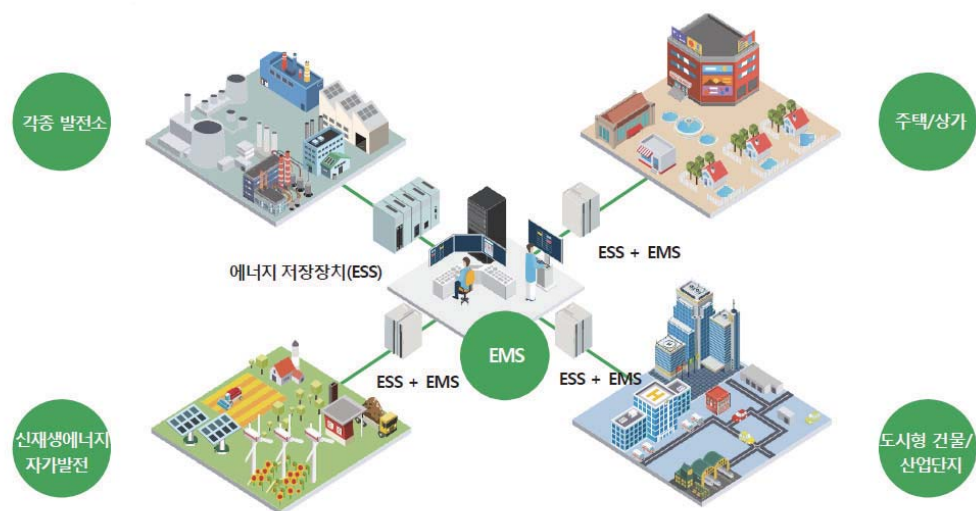 각종 발전소
주택/상가
에너지 저장장치(ESS)
ESS + EMS
EMS
ESS + EMS
ESS + EMS
신재생에너지
자가발전
도시형 건물/
산업단지
H